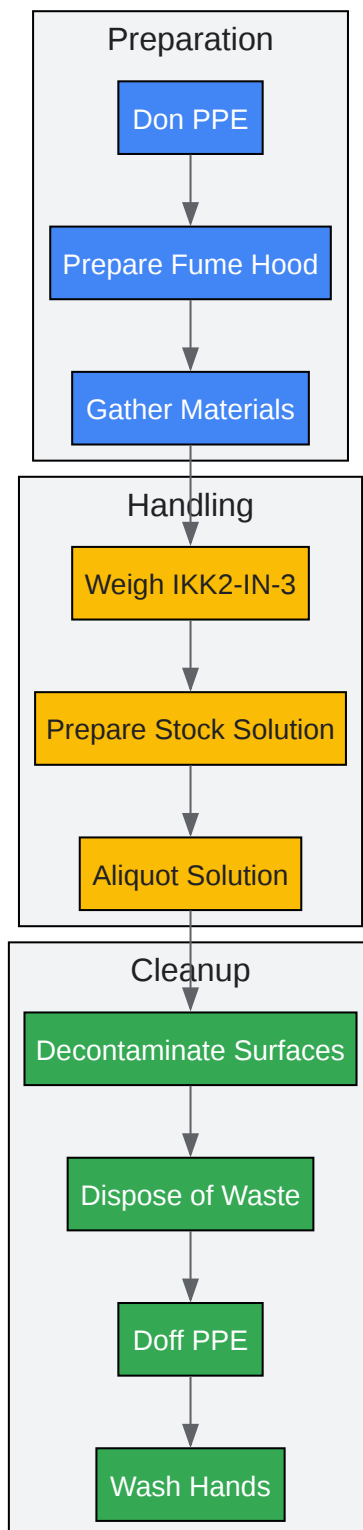 Preparation
Don PPE
Prepare Fume Hood
Gather Materials
Handling
Weigh IKK2-IN-3
Prepare Stock Solution
Aliquot Solution
Cleanup
Decontaminate Surfaces
Dispose of Waste
Doff PPE
Wash Hands